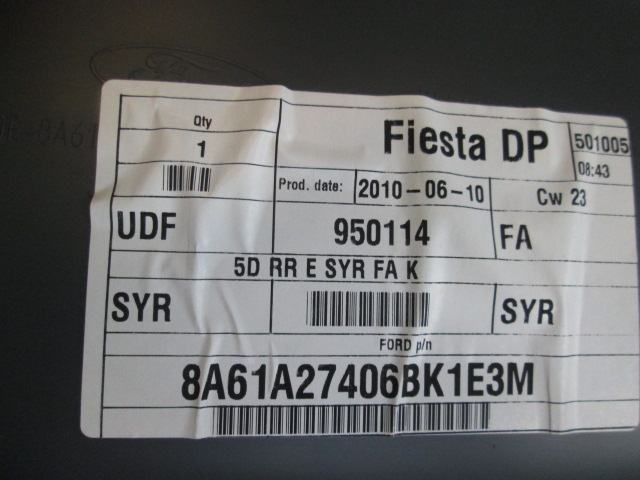 Qty
Fiesta DP
501005
1
08:43
Prod. date:
2010-06-10
Cw 23
UDF
950114
FA
5D RR E SYR FA K
SYR
SYR
FORD p/n
8A61A27406BK1E3M